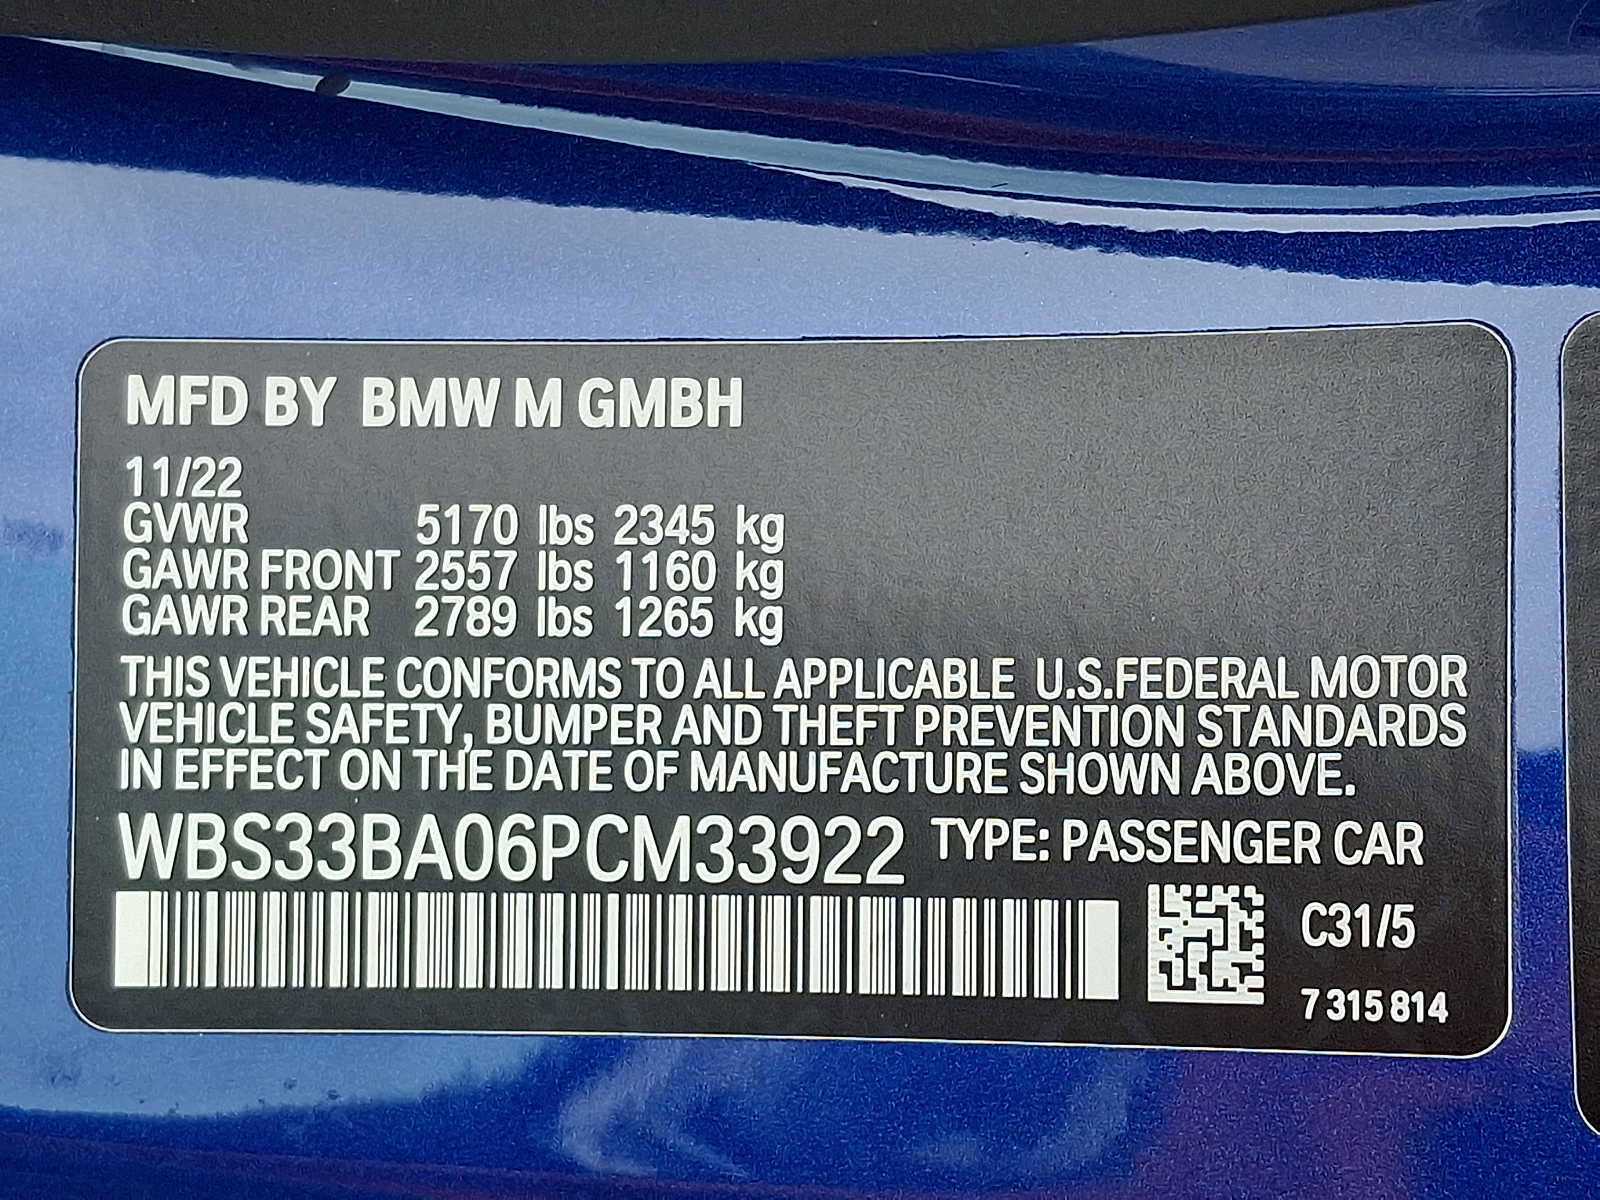 MFD BY BMW M GMBH
11/22
GVWR 5170 lbs 2345 kg
GAWR FRONT 2557 lbs 1160 kg
GAWR REAR 2789 lbs 1265 kg
THIS VEHICLE CONFORMS TO ALL APPLICABLE U.S.FEDERAL MOTOR
VEHICLE SAFETY, BUMPER AND THEFT PREVENTION STANDARDS
IN EFFECT ON THE DATE OF MANUFACTURE SHOWN ABOVE.
WBS33BA06PCM33922 TYPE: PASSENGER CAR
C31/5
7 315 814